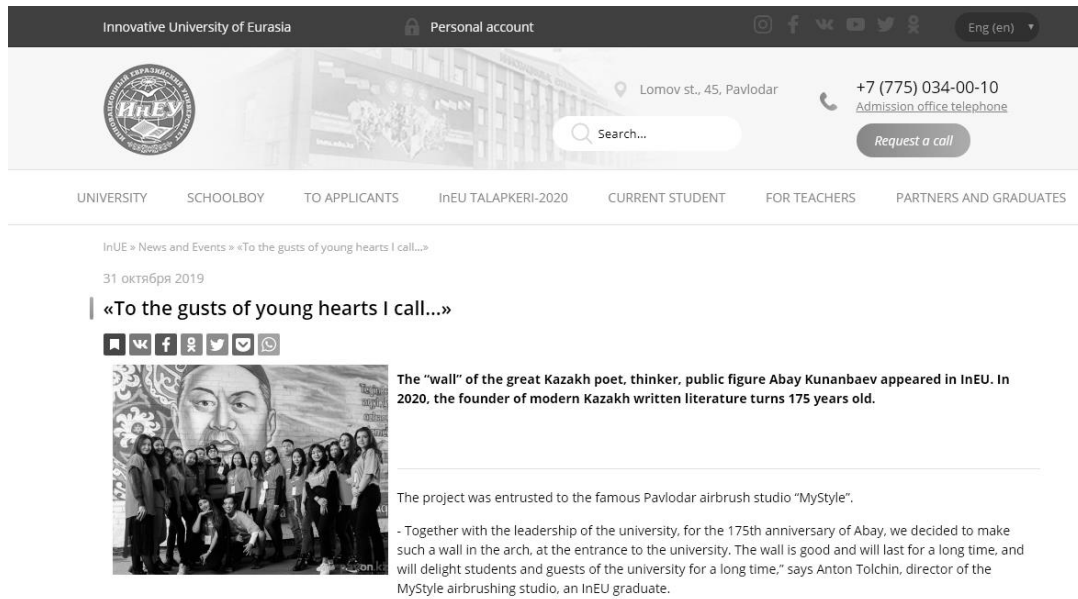 Innovative University of Eurasia
Personal account
Eng (en)
ИННОВАЦИОННЫЙ ЕВРАЗИЙСКИЙ УНИВЕРСИТЕТ
ИнЕУ
Lomov st., 45, Pavlodar
+7 (775) 034-00-10
Admission office telephone
Search...
Request a call
UNIVERSITY
SCHOOLBOY
TO APPLICANTS
InEU TALAPKERI-2020
CURRENT STUDENT
FOR TEACHERS
PARTNERS AND GRADUATES
InUE » News and Events » «To the gusts of young hearts I call...»
31 октября 2019
«To the gusts of young hearts I call...»
The “wall” of the great Kazakh poet, thinker, public figure Abay Kunanbaev appeared in InEU. In
2020, the founder of modern Kazakh written literature turns 175 years old.
The project was entrusted to the famous Pavlodar airbrush studio “MyStyle”.
- Together with the leadership of the university, for the 175th anniversary of Abay, we decided to make
such a wall in the arch, at the entrance to the university. The wall is good and will last for a long time, and
will delight students and guests of the university for a long time,” says Anton Tolchin, director of the
MyStyle airbrushing studio, an InEU graduate.